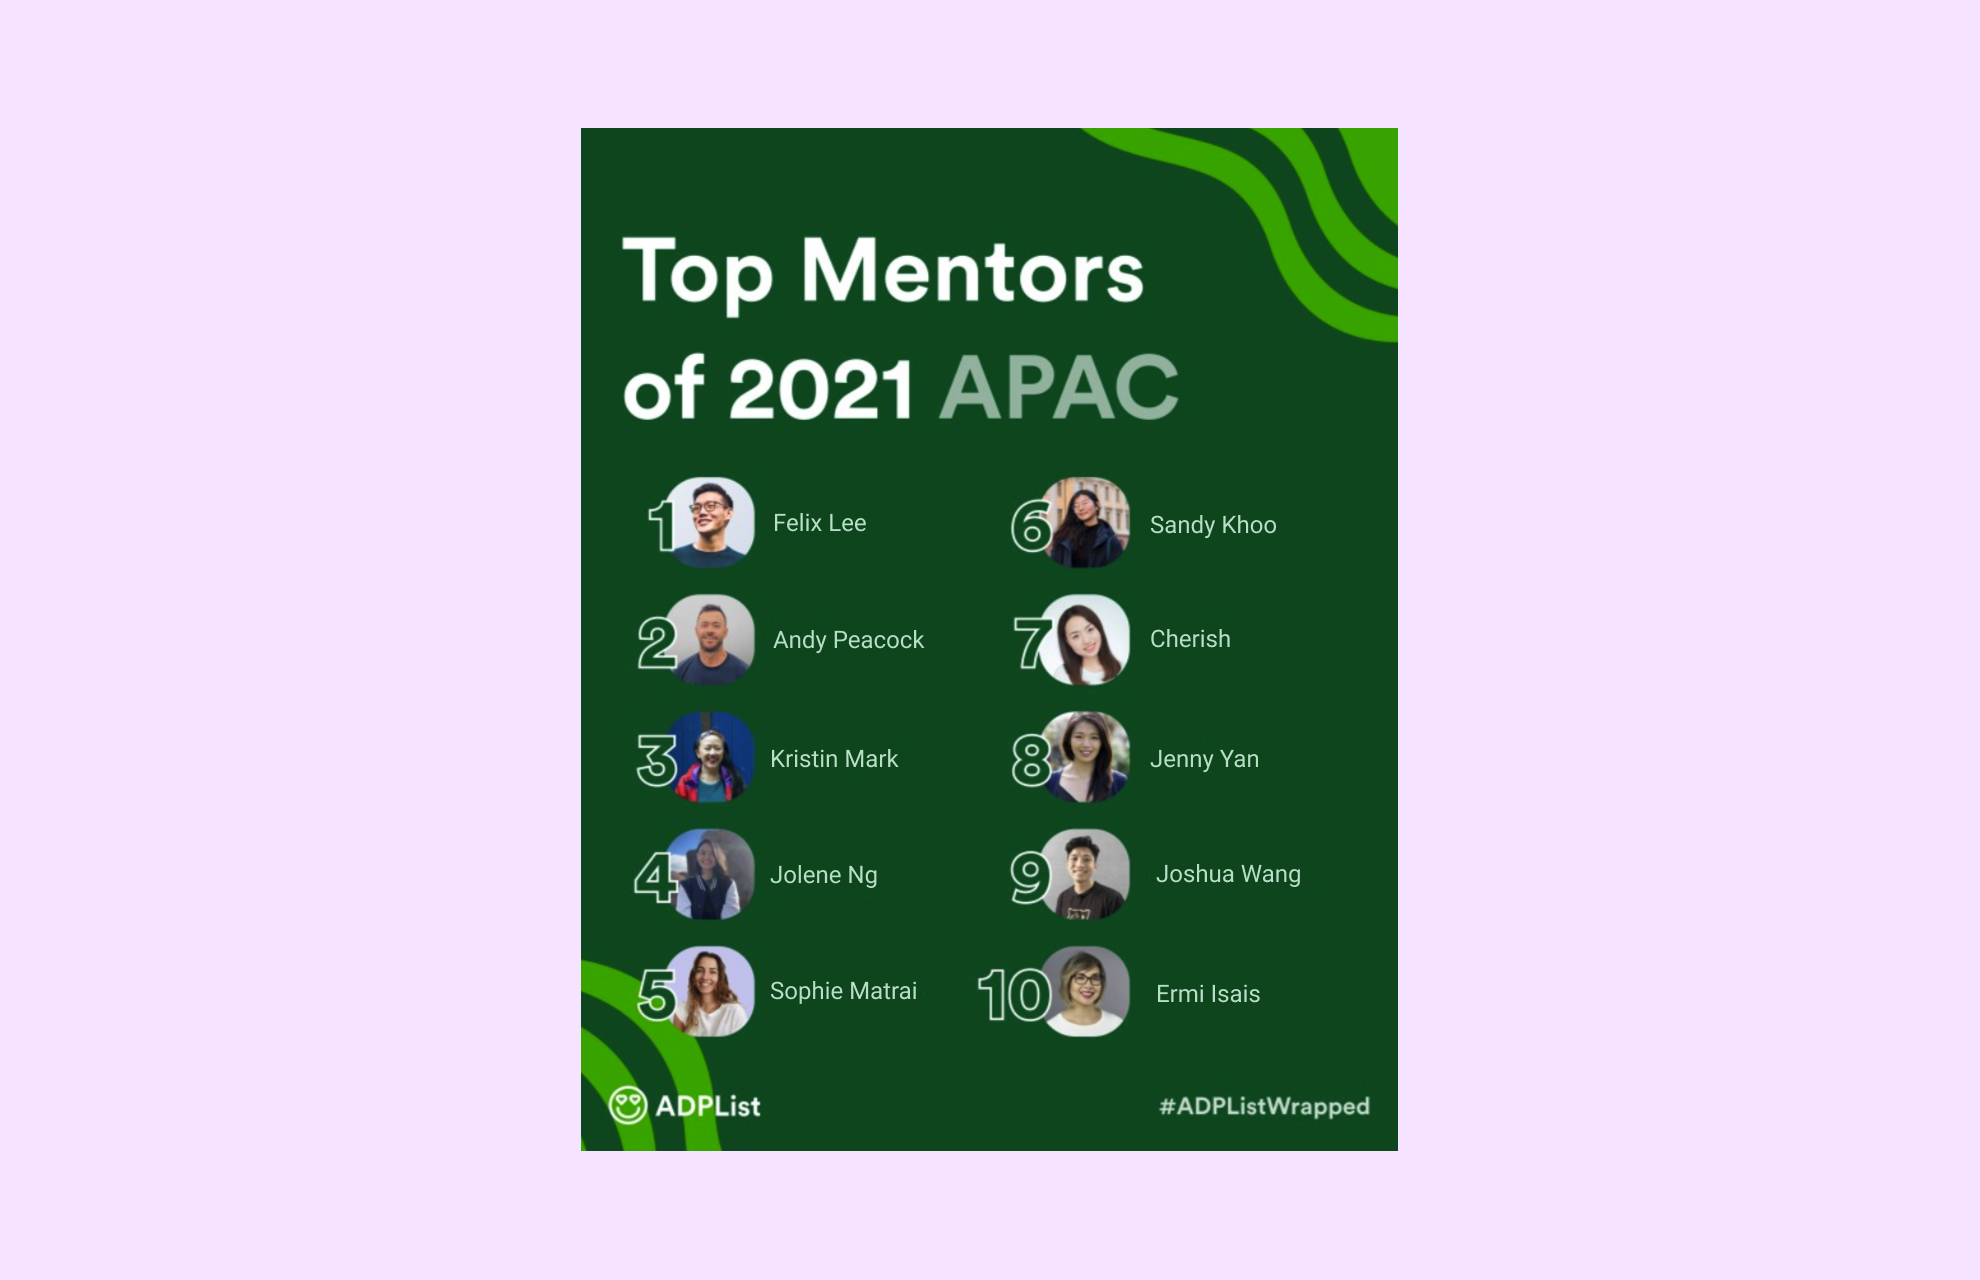 Top Mentors
of 2021 APAC
1 Felix Lee
2 Andy Peacock
3 Kristin Mark
4 Jolene Ng
5 Sophie Matrai
6 Sandy Khoo
7 Cherish
8 Jenny Yan
9 Joshua Wang
10 Ermi Isais
ADPList
#ADPListWrapped